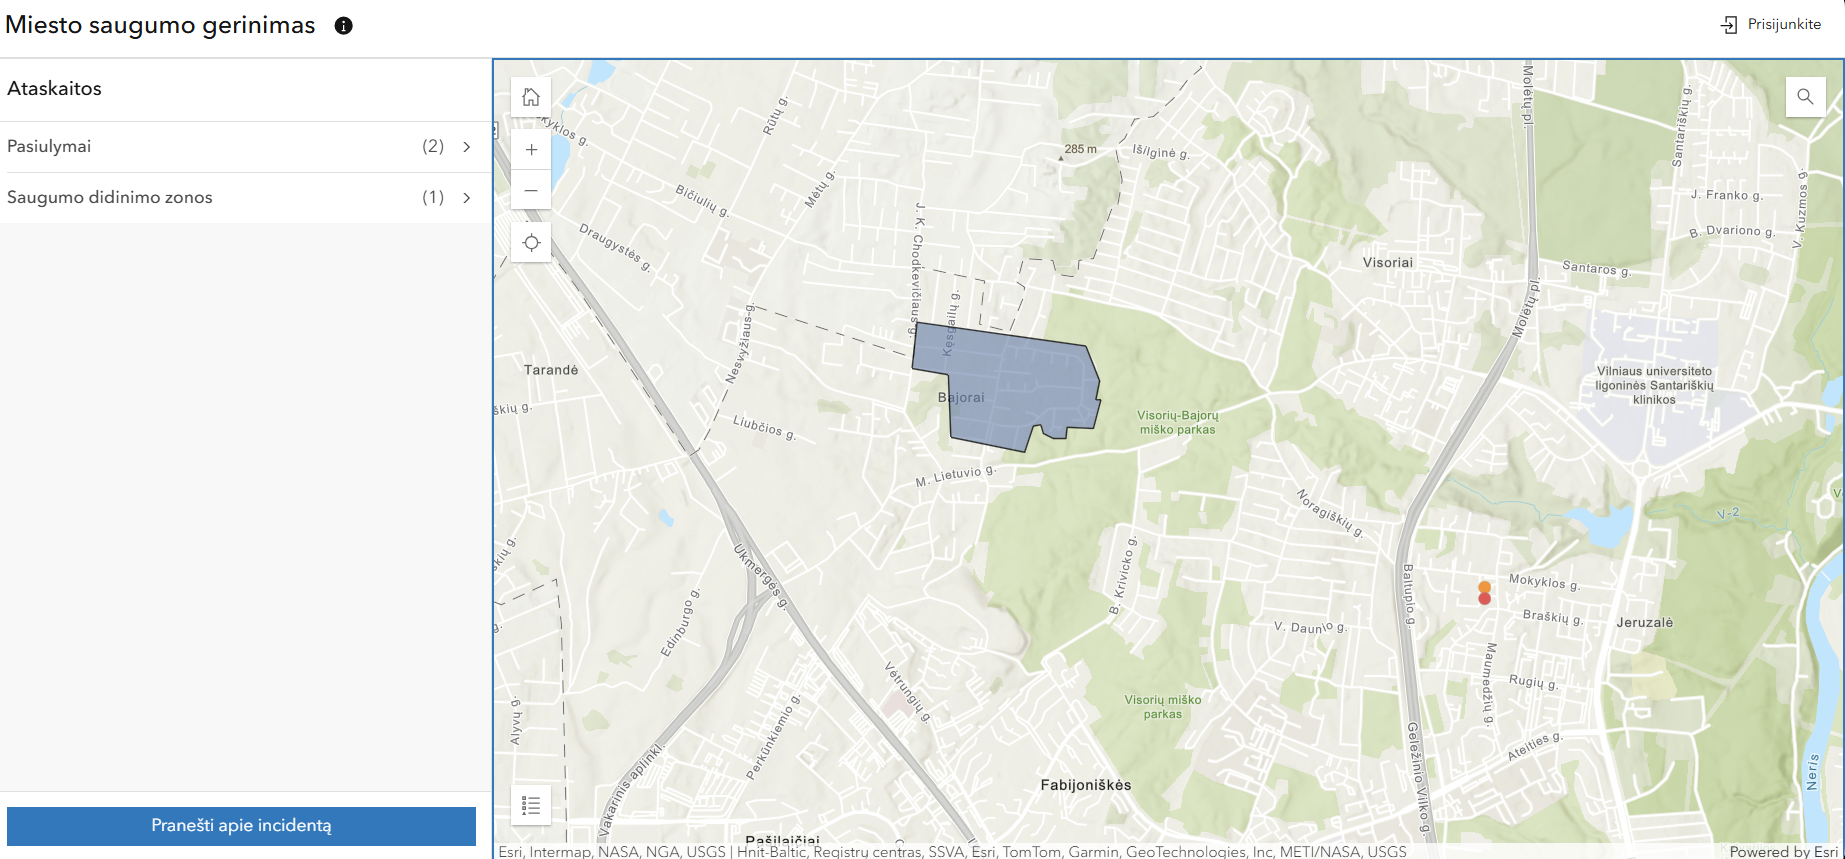 Miesto saugumo gerinimas
Prisijunkite
Ataskaitos
Pasiulymai (2)
Saugumo didinimo zonos (1)
Pranešti apie incidentą
Rūtų g.
Mėtų g.
Bičiulių g.
Draugystės g.
J. K. Chodkevičiaus g.
Kęsgailų g.
Nesvyžiaus g.
285 m
Išilginė g.
Molėtų pl.
Santariškių g.
J. Franko g.
B. Dvariono g.
V. Kuzmos g.
Visoriai
Santaros g.
Molėtų pl.
Tarandė
Bajorai
Liubčios g.
Visorių-Bajorų
miško parkas
Vilniaus universiteto
ligoninės Santariškių
klinikos
M. Lietuvio g.
Noragiškių g.
V-2
Ukmergės g.
Edinburgo g.
B. Krivicko g.
Baltupio g.
Mokyklos g.
Braškių g.
Jeruzalė
V. Daunio g.
Maumedžių g.
Rugių g.
Vėtrungių g.
Visorių miško
parkas
Alyvų g.
Perkūnkiemio g.
Vakarinis aplinkl.
Geležinio Vilko g.
Ateities g.
Neris
Fabijoniškės
Pašilaičiai
Esri, Intermap, NASA, NGA, USGS | Hnit-Baltic, Registrų centras, SSVA, Esri, TomTom, Garmin, GeoTechnologies, Inc, METI/NASA, USGS
Powered by Esri